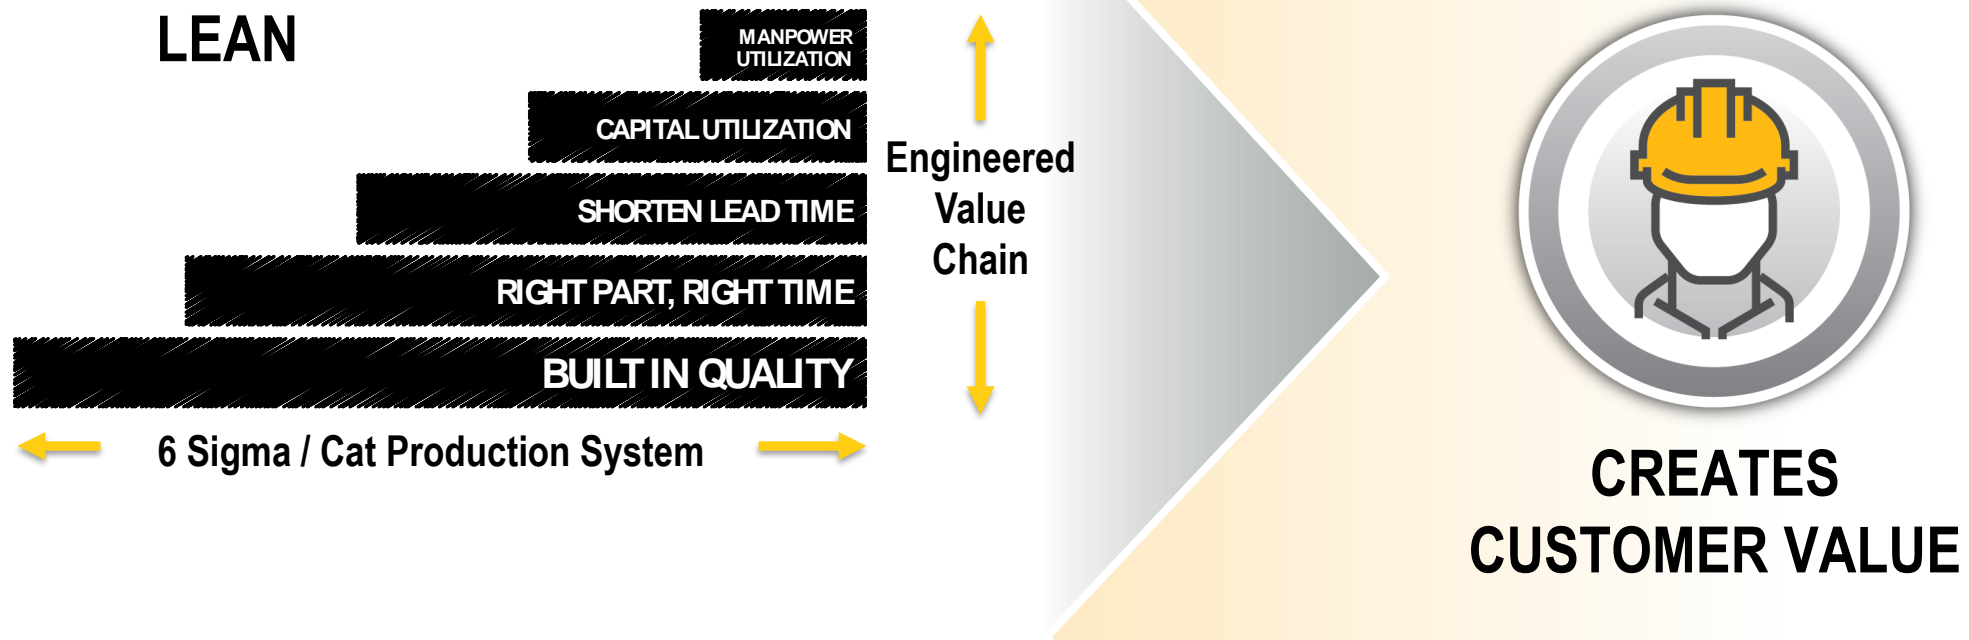 LEAN
MANPOWER
UTILIZATION
CAPITAL UTILIZATION
SHORTEN LEAD TIME
RIGHT PART, RIGHT TIME
BUILT IN QUALITY
6 Sigma / Cat Production System
Engineered
Value
Chain
CREATES
CUSTOMER VALUE